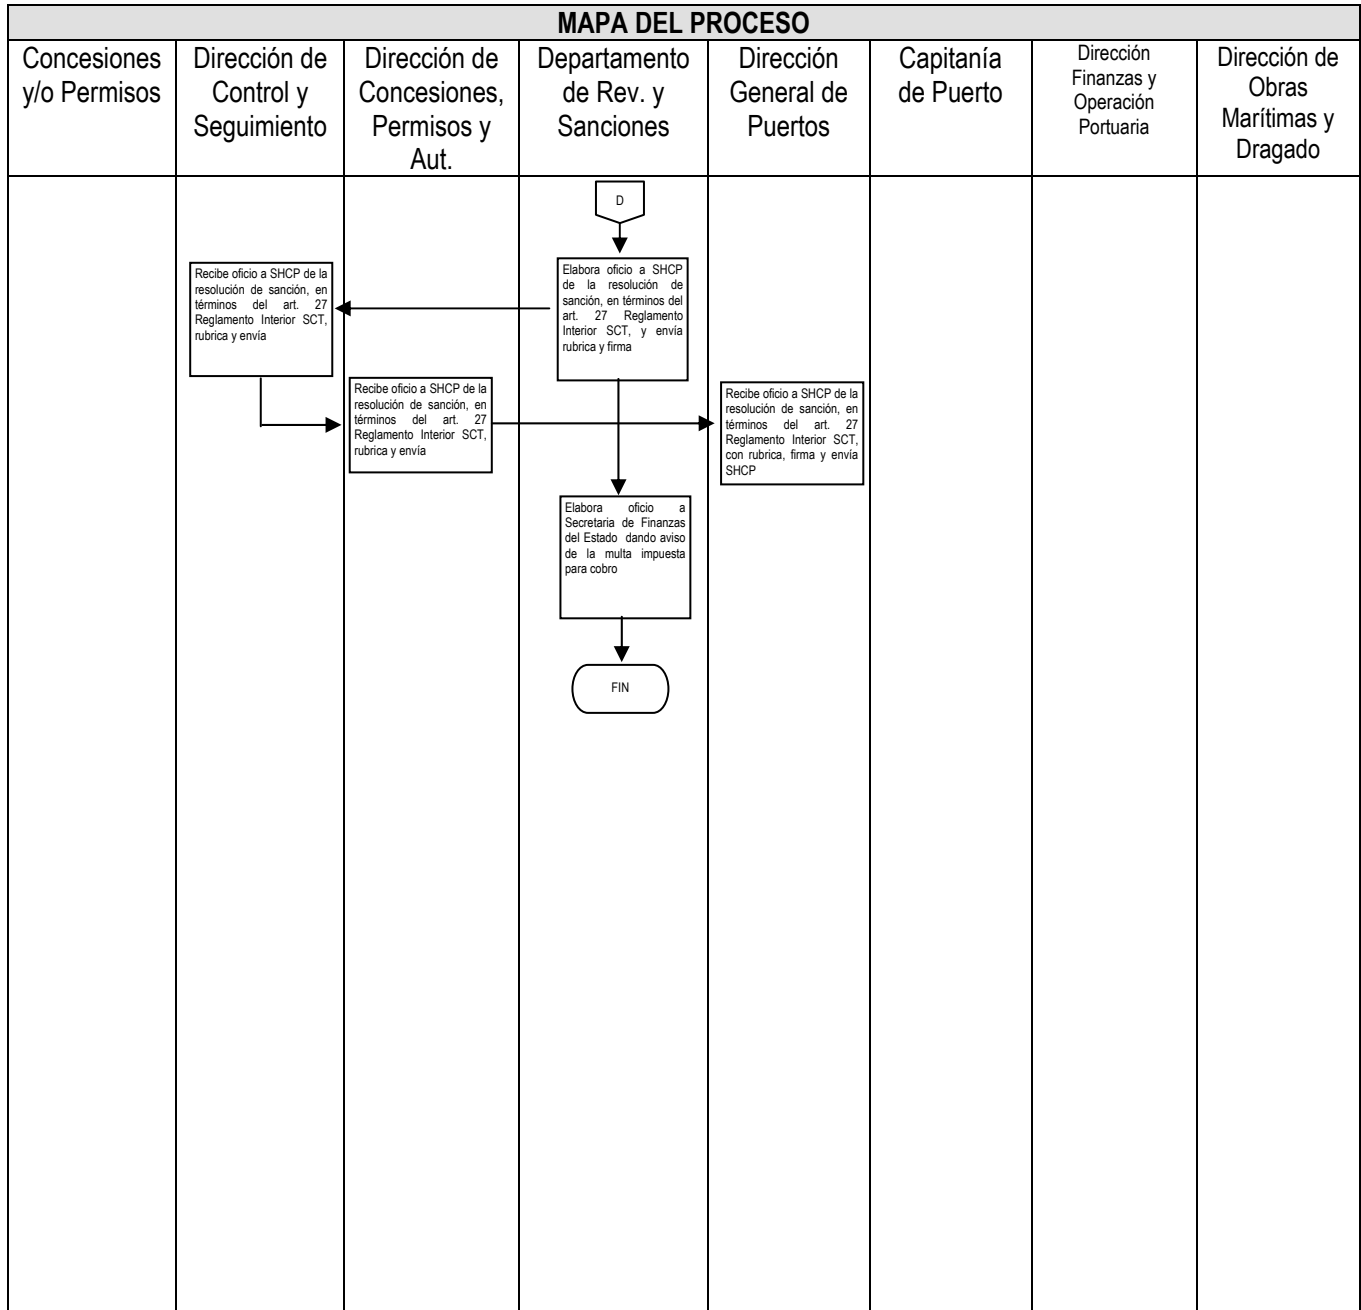 MAPA DEL PROCESO
Concesiones
y/o Permisos
Dirección de
Control y
Seguimiento
Dirección de
Concesiones,
Permisos y
Aut.
Departamento
de Rev. y
Sanciones
Dirección
General de
Puertos
Capitanía
de Puerto
Dirección
Finanzas y
Operación
Portuaria
Dirección de
Obras
Marítimas y
Dragado
D
Elabora oficio a SHCP
de la resolución de
sanción, en términos del
art. 27 Reglamento
Interior SCT, y envía
rubrica y firma
Recibe oficio a SHCP de la
resolución de sanción, en
términos del art. 27
Reglamento Interior SCT,
rubrica y envía
Recibe oficio a SHCP de la
resolución de sanción, en
términos del art. 27
Reglamento Interior SCT,
rubrica y envía
Recibe oficio a SHCP de la
resolución de sanción, en
términos del art. 27
Reglamento Interior SCT,
con rubrica, firma y envía
SHCP
Elabora oficio a
Secretaria de Finanzas
del Estado dando aviso
de la multa impuesta
para cobro
FIN